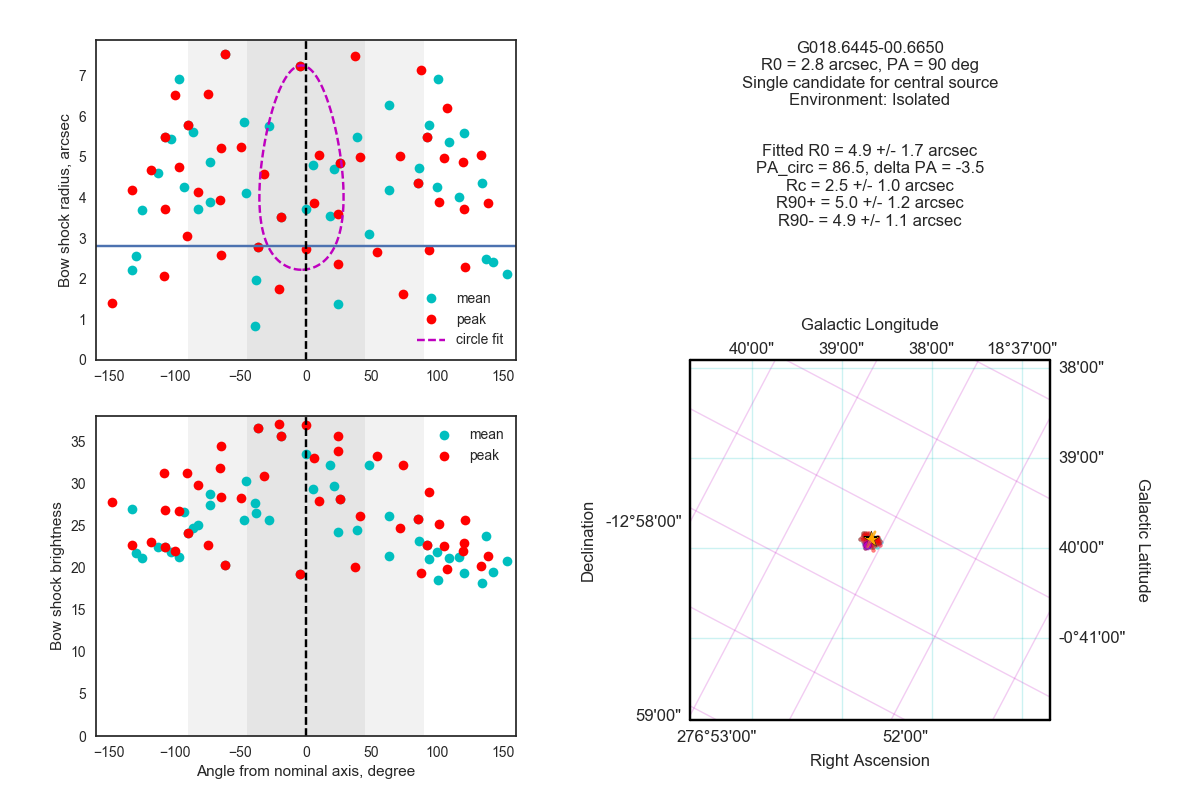 Bow shock radius, arcsec
7
6
5
4
3
2
1
0
mean
peak
circle fit
−150
−100
−50
0
50
100
150
Bow shock brightness
35
30
25
20
15
10
5
0
mean
peak
−150
−100
−50
0
50
100
150
Angle from nominal axis, degree
G018.6445-00.6650
R0 = 2.8 arcsec, PA = 90 deg
Single candidate for central source
Environment: Isolated
Fitted R0 = 4.9 +/- 1.7 arcsec
PA_circ = 86.5, delta PA = -3.5
Rc = 2.5 +/- 1.0 arcsec
R90+ = 5.0 +/- 1.2 arcsec
R90- = 4.9 +/- 1.1 arcsec
Galactic Longitude
40'00"
39'00"
38'00"
18°37'00"
38'00"
39'00"
40'00"
-0°41'00"
Galactic Latitude
Declination
-12°58'00"
59'00"
276°53'00"
52'00"
Right Ascension